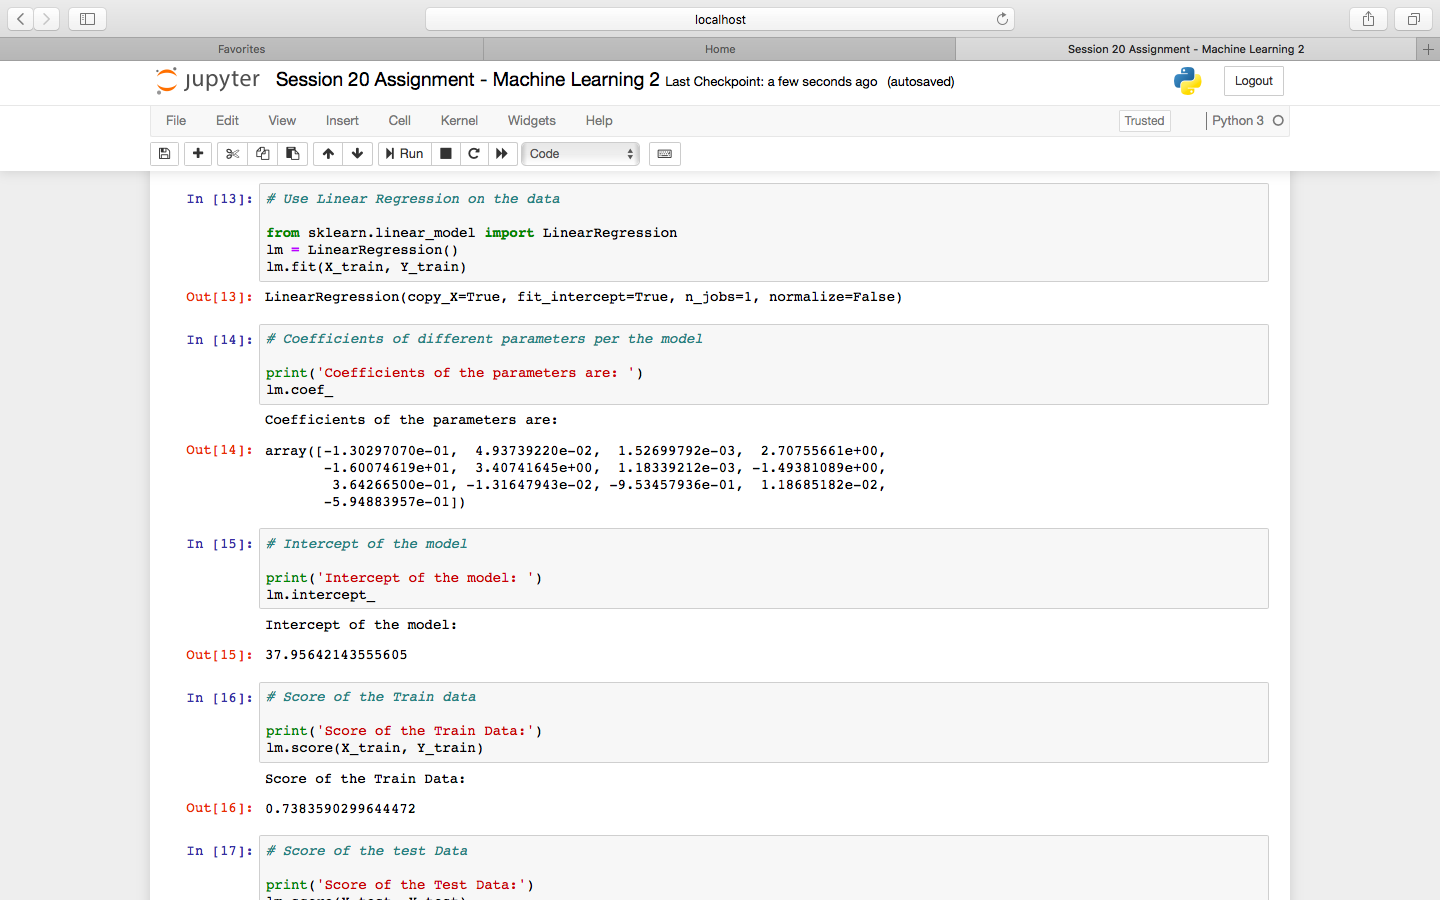 localhost
Favorites Home Session 20 Assignment - Machine Learning 2
jupyter Session 20 Assignment - Machine Learning 2 Last Checkpoint: a few seconds ago (autosaved) Logout
File Edit View Insert Cell Kernel Widgets Help Trusted Python 3
Run Code
In [13]: # Use Linear Regression on the data
from sklearn.linear_model import LinearRegression
lm = LinearRegression()
lm.fit(X_train, Y_train)
Out[13]: LinearRegression(copy_X=True, fit_intercept=True, n_jobs=1, normalize=False)
In [14]: # Coefficients of different parameters per the model
print('Coefficients of the parameters are: ')
lm.coef_
Coefficients of the parameters are:
Out[14]: array([-1.30297070e-01, 4.93739220e-02, 1.52699792e-03, 2.70755661e+00,
-1.60074619e+01, 3.40741645e+00, 1.18339212e-03, -1.49381089e+00,
3.64266500e-01, -1.31647943e-02, -9.53457936e-01, 1.18685182e-02,
-5.94883957e-01])
In [15]: # Intercept of the model
print('Intercept of the model: ')
lm.intercept_
Intercept of the model:
Out[15]: 37.95642143555605
In [16]: # Score of the Train data
print('Score of the Train Data:')
lm.score(X_train, Y_train)
Score of the Train Data:
Out[16]: 0.7383590299644472
In [17]: # Score of the test Data
print('Score of the Test Data:')